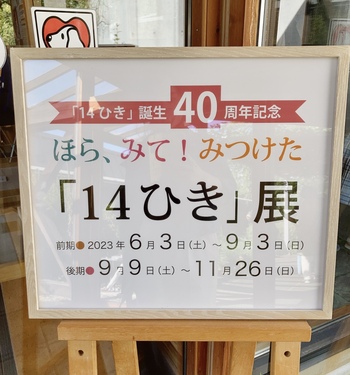 「14ひき」誕生40周年記念
ほら、みて！みつけた
「14ひき」展
前期●2023年6月3日(土)～9月3日(日)
後期●9月9日(土)～11月26日(日)